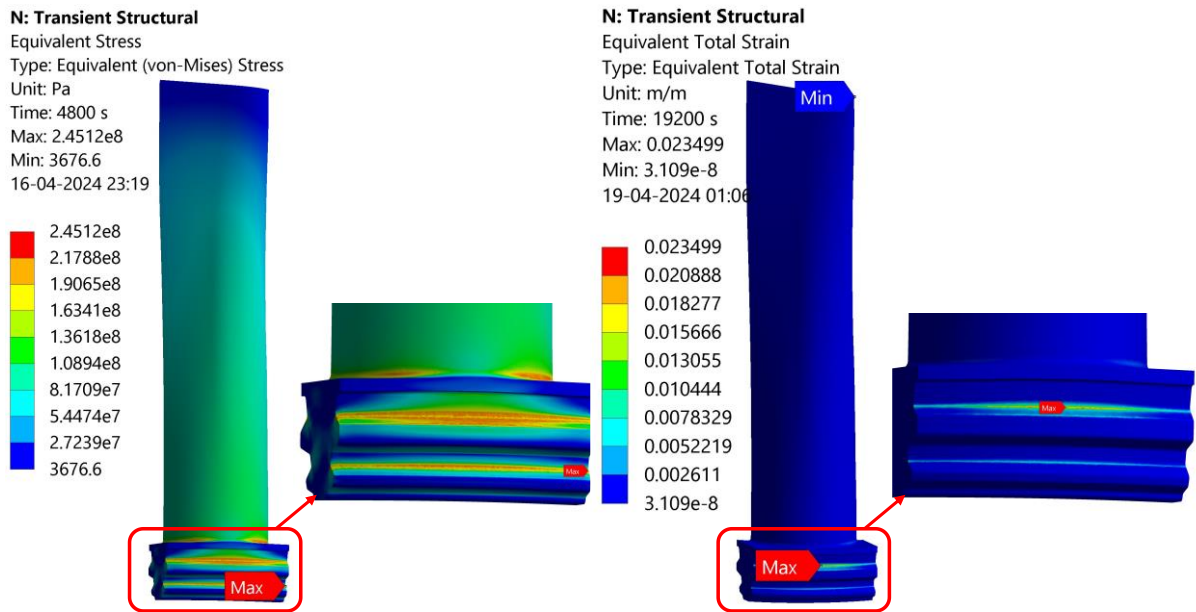 N: Transient Structural
Equivalent Stress
Type: Equivalent (von-Mises) Stress
Unit: Pa
Time: 4800 s
Max: 2.4512e8
Min: 3676.6
16-04-2024 23:19
2.4512e8
2.1788e8
1.9065e8
1.6341e8
1.3618e8
1.0894e8
8.1709e7
5.4474e7
2.7239e7
3676.6
Max
Max
N: Transient Structural
Equivalent Total Strain
Type: Equivalent Total Strain
Unit: m/m
Time: 19200 s
Max: 0.023499
Min: 3.109e-8
19-04-2024 01:06
Min
0.023499
0.020888
0.018277
0.015666
0.013055
0.010444
0.0078329
0.0052219
0.002611
3.109e-8
Max
Max